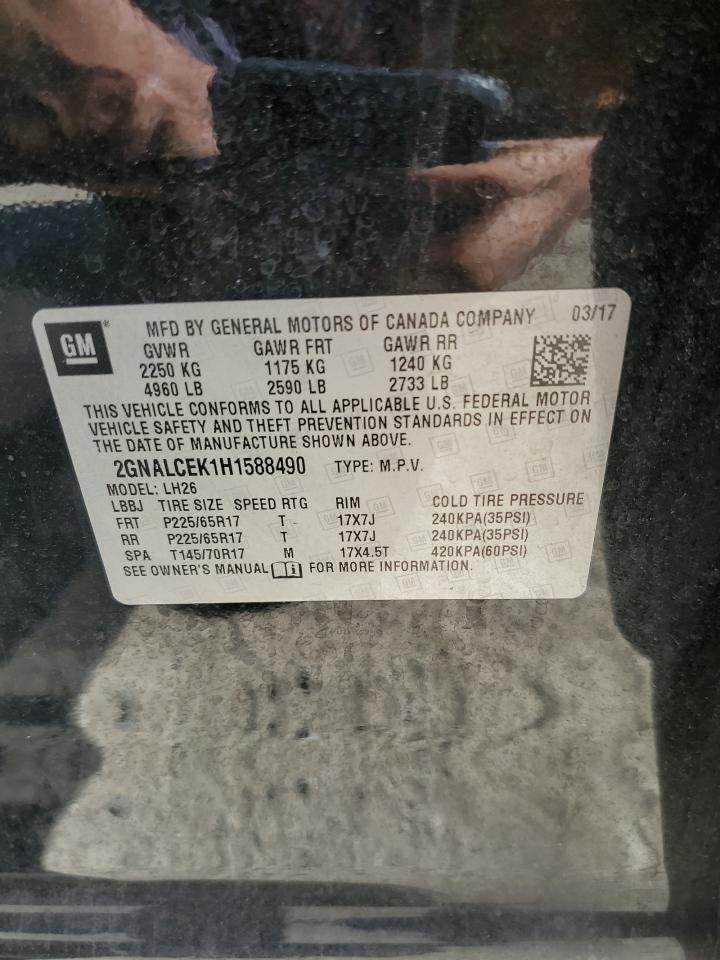 GM
MFD BY GENERAL MOTORS OF CANADA COMPANY 03/17
GVWR GAWR FRT GAWR RR
2250 KG 1175 KG 1240 KG
4960 LB 2590 LB 2733 LB
THIS VEHICLE CONFORMS TO ALL APPLICABLE U.S. FEDERAL MOTOR
VEHICLE SAFETY AND THEFT PREVENTION STANDARDS IN EFFECT ON
THE DATE OF MANUFACTURE SHOWN ABOVE.
2GNALCEK1H1588490 TYPE: M.P.V.
MODEL: LH26
LBBJ TIRE SIZE SPEED RTG RIM COLD TIRE PRESSURE
FRT P225/65R17 T 17X7J 240KPA(35PSI)
RR P225/65R17 T 17X7J 240KPA(35PSI)
SPA T145/70R17 M 17X4.5T 420KPA(60PSI)
SEE OWNER'S MANUAL FOR MORE INFORMATION.